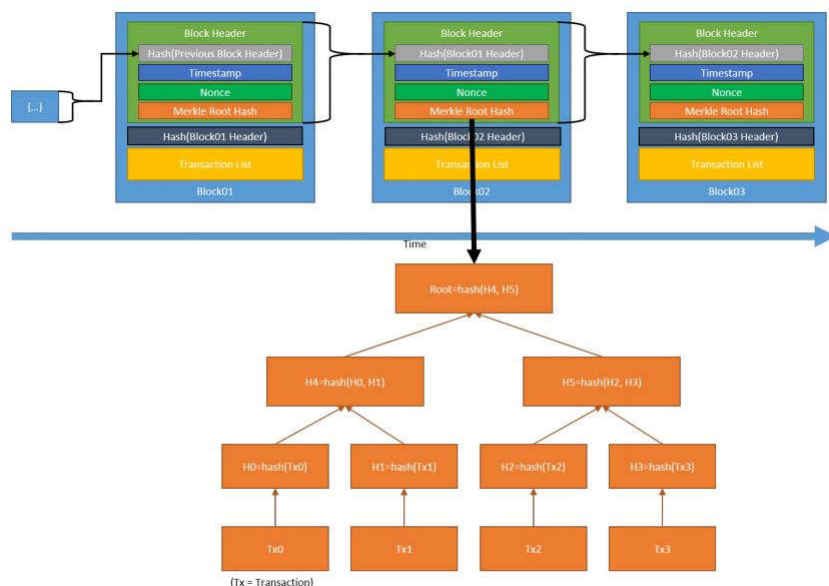 Block Header
Hash(Previous Block Header)
Timestamp
Nonce
Merkle Root Hash
Hash(Block01 Header)
Transaction List
Block01
Block Header
Hash(Block01 Header)
Timestamp
Nonce
Merkle Root Hash
Hash(Block02 Header)
Transaction List
Block02
Block Header
Hash(Block02 Header)
Timestamp
Nonce
Merkle Root Hash
Hash(Block03 Header)
Transaction List
Block03
{...}
Time
Root=hash(H4, H5)
H4=hash(H0, H1)
H5=hash(H2, H3)
H0=hash(Tx0)
H1=hash(Tx1)
H2=hash(Tx2)
H3=hash(Tx3)
Tx0
Tx1
Tx2
Tx3
(Tx = Transaction)